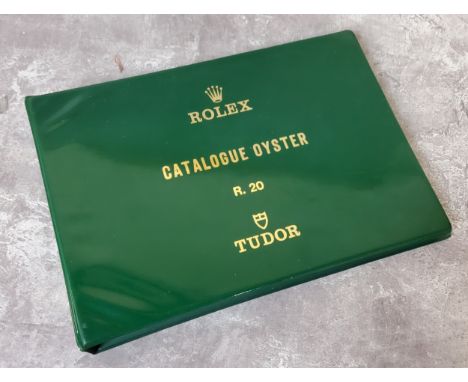 ROLEX
CATALOGUE OYSTER
R. 20
TUDOR